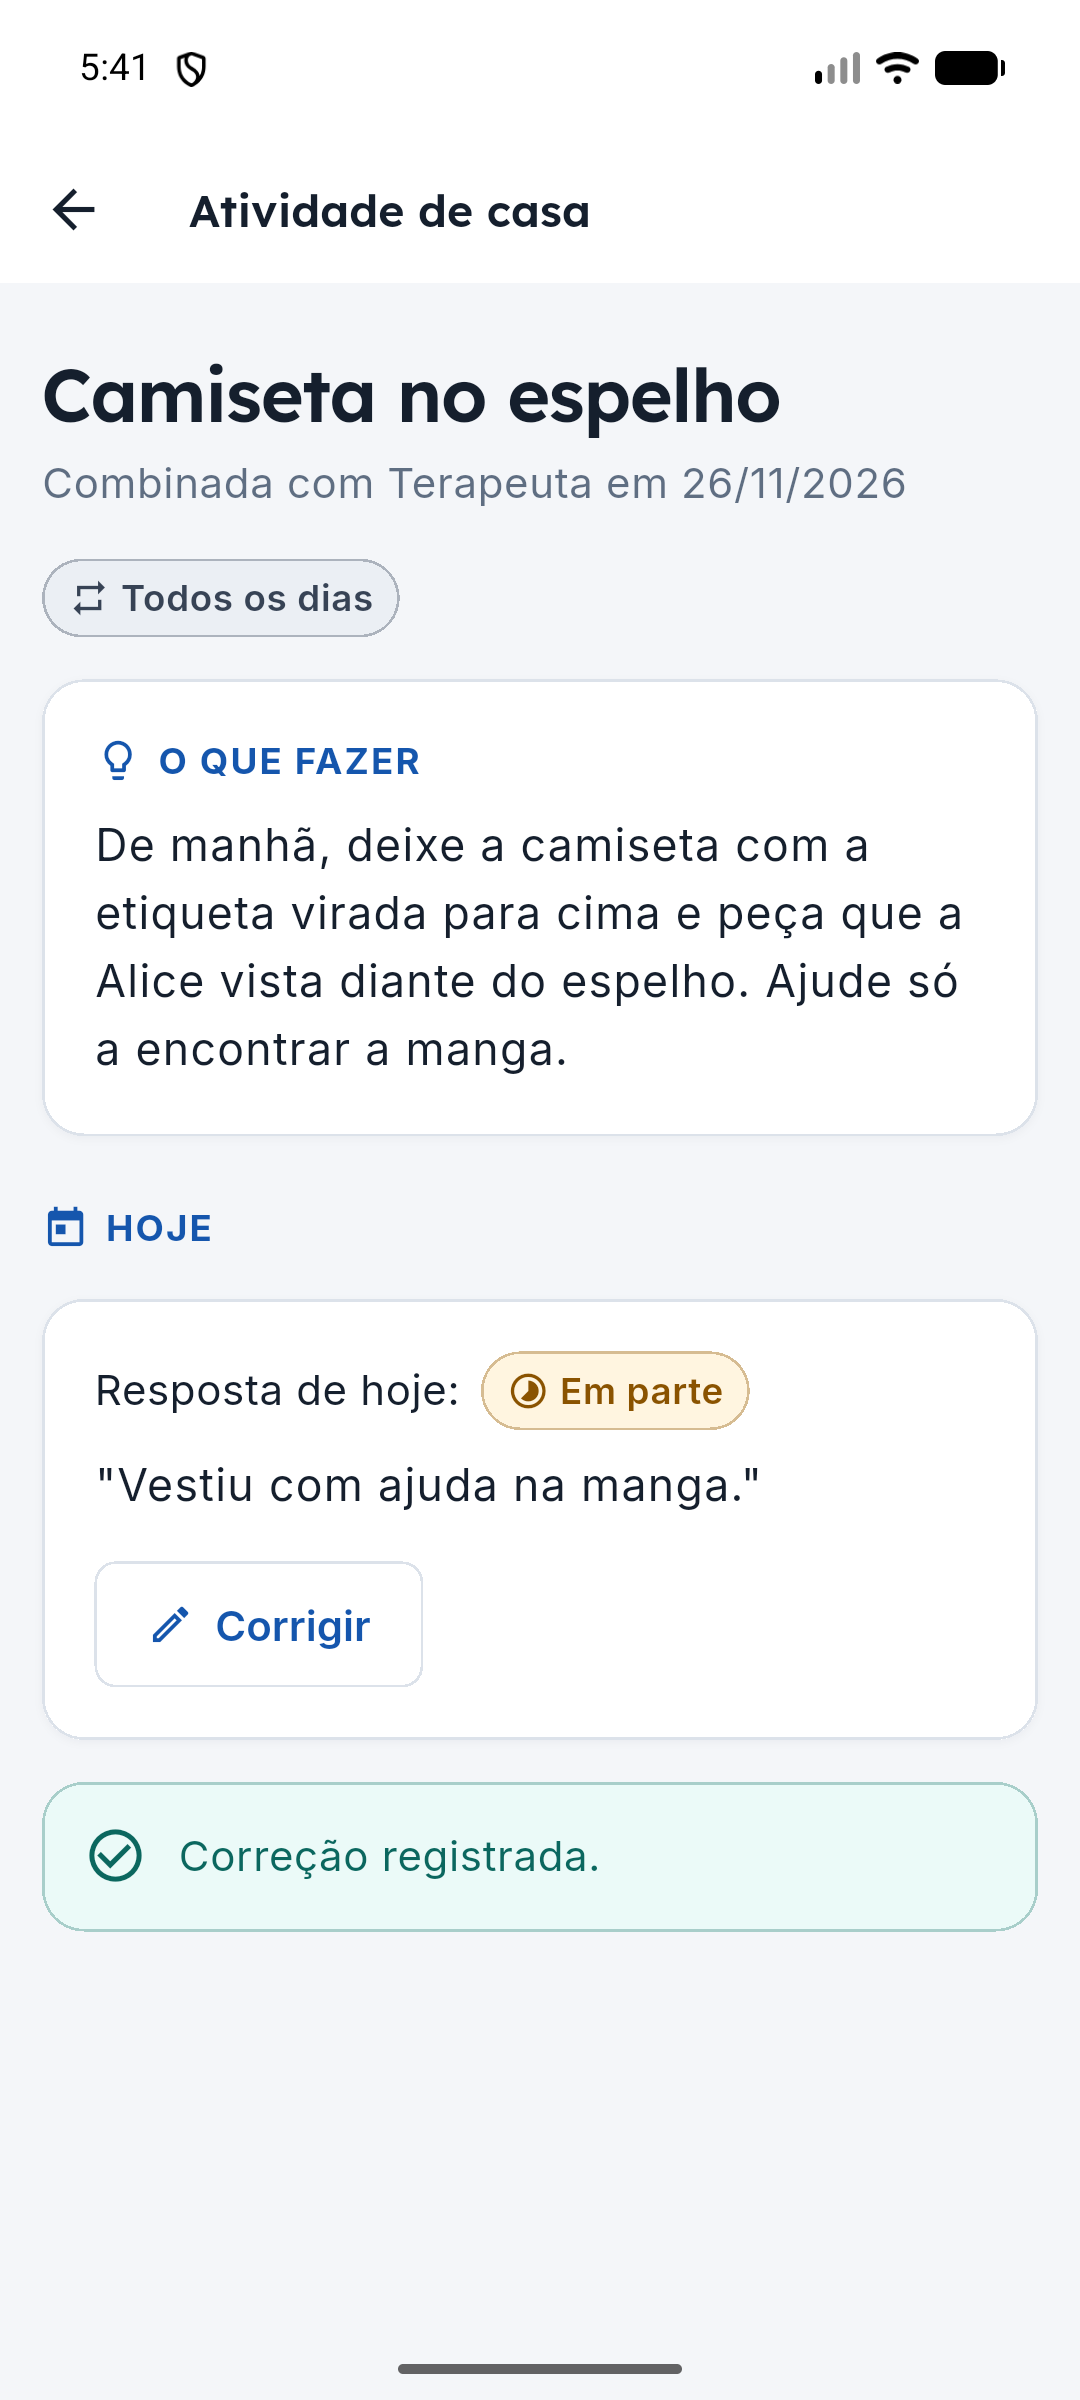 5:41
Atividade de casa
Camiseta no espelho
Combinada com Terapeuta em 26/11/2026
Todos os dias
O QUE FAZER
De manhã, deixe a camiseta com a
etiqueta virada para cima e peça que a
Alice vista diante do espelho. Ajude só
a encontrar a manga.
HOJE
Resposta de hoje: Em parte
"Vestiu com ajuda na manga."
Corrigir
Correção registrada.